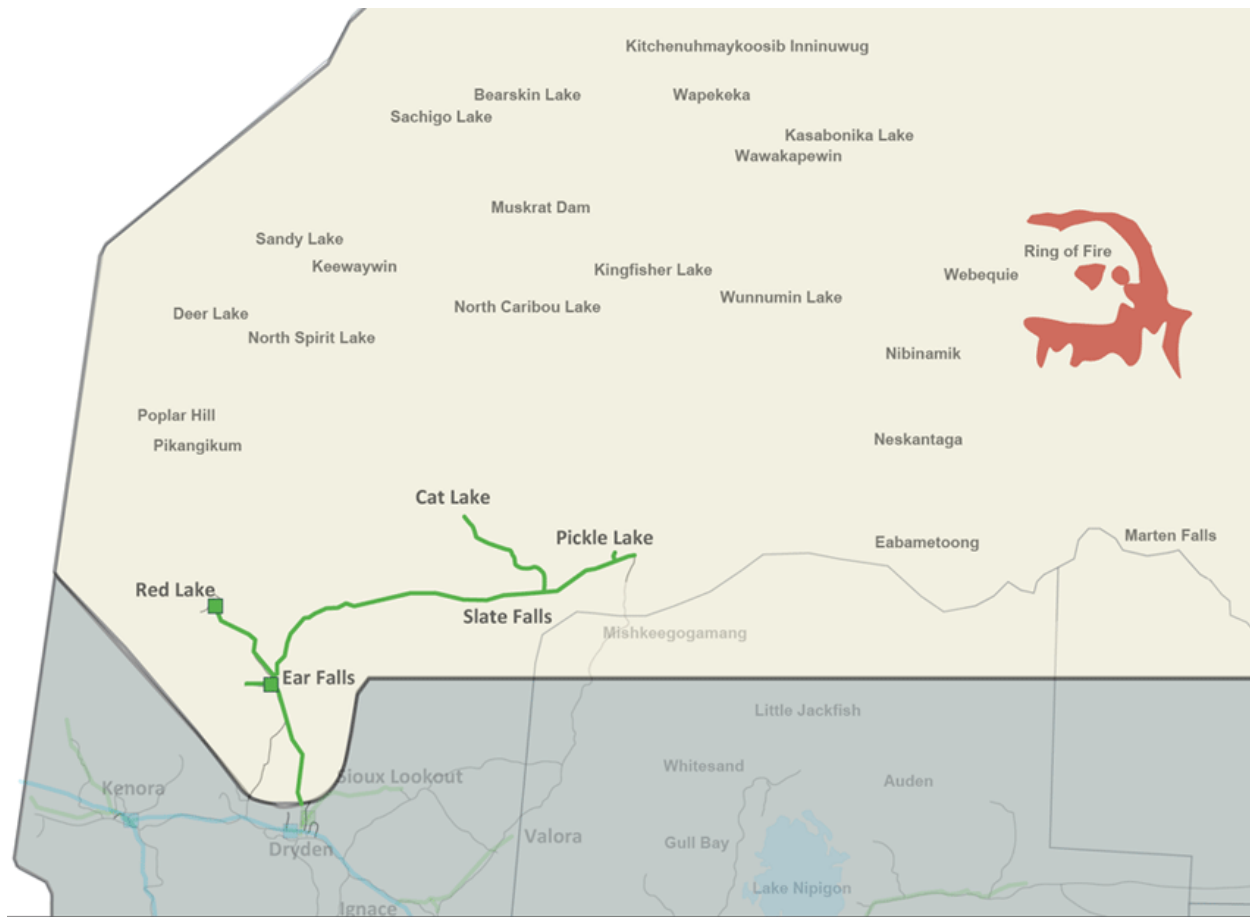 Kitchenuhmaykoosib Inninuwug
Bearskin Lake
Wapekeka
Sachigo Lake
Kasabonika Lake
Wawakapewin
Muskrat Dam
Sandy Lake
Ring of Fire
Keewaywin
Kingfisher Lake
Webequie
Wunnumin Lake
North Caribou Lake
Deer Lake
North Spirit Lake
Nibinamik
Poplar Hill
Neskantaga
Pikangikum
Cat Lake
Pickle Lake
Marten Falls
Eabametoong
Red Lake
Slate Falls
Mishkeegogamang
Ear Falls
Little Jackfish
Whitesand
Sioux Lookout
Auden
Kenora
Valora
Gull Bay
Dryden
Lake Nipigon
Ignace